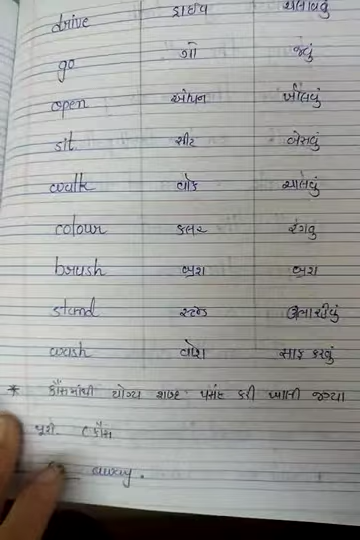 drive ડ્રાઇવ ચલાવવું
go ગો જવું
open ઓપન ખોલવું
sit સીટ બેસવું
walk વૉક ચાલવું
colour કલર રંગવું
brush બ્રશ બ્રશ
stand સ્ટેન્ડ ઊભા રહેવું
wash વોશ સાફ કરવું
* કૌંસમાંથી યોગ્ય શબ્દ પસંદ કરી ખાલી જગ્યા
પૂરો. ( કૌંસ